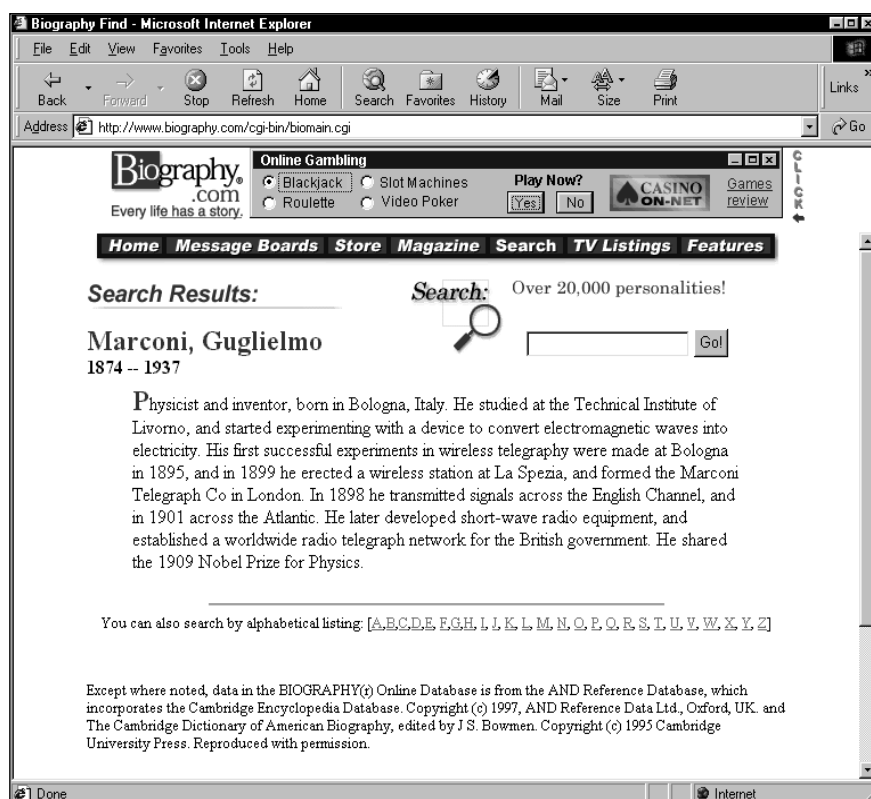 Biography Find - Microsoft Internet Explorer
File Edit View Favorites Tools Help
Back Forward Stop Refresh Home Search Favorites History Mail Size Print Links »
Address http://www.biography.com/cgi-bin/biomain.cgi Go
Biography.com®
Every life has a story.
Online Gambling
Blackjack Slot Machines
Roulette Video Poker
Play Now?
Yes No
CASINO
ON-NET
Games
review
CLICK
Home Message Boards Store Magazine Search TV Listings Features
Search Results:
Search: Over 20,000 personalities!
Go!
Marconi, Guglielmo
1874 -- 1937
Physicist and inventor, born in Bologna, Italy. He studied at the Technical Institute of
Livorno, and started experimenting with a device to convert electromagnetic waves into
electricity. His first successful experiments in wireless telegraphy were made at Bologna
in 1895, and in 1899 he erected a wireless station at La Spezia, and formed the Marconi
Telegraph Co in London. In 1898 he transmitted signals across the English Channel, and
in 1901 across the Atlantic. He later developed short-wave radio equipment, and
established a worldwide radio telegraph network for the British government. He shared
the 1909 Nobel Prize for Physics.
You can also search by alphabetical listing: [A,B,C,D,E, F,G,H, I, J, K, L, M, N, O, P, Q, R, S, T, U, V, W, X, Y, Z]
Except where noted, data in the BIOGRAPHY(r) Online Database is from the AND Reference Database, which
incorporates the Cambridge Encyclopedia Database. Copyright (c) 1997, AND Reference Data Ltd., Oxford, UK. and
The Cambridge Dictionary of American Biography, edited by J S. Bowmen. Copyright (c) 1995 Cambridge
University Press. Reproduced with permission.
Done Internet